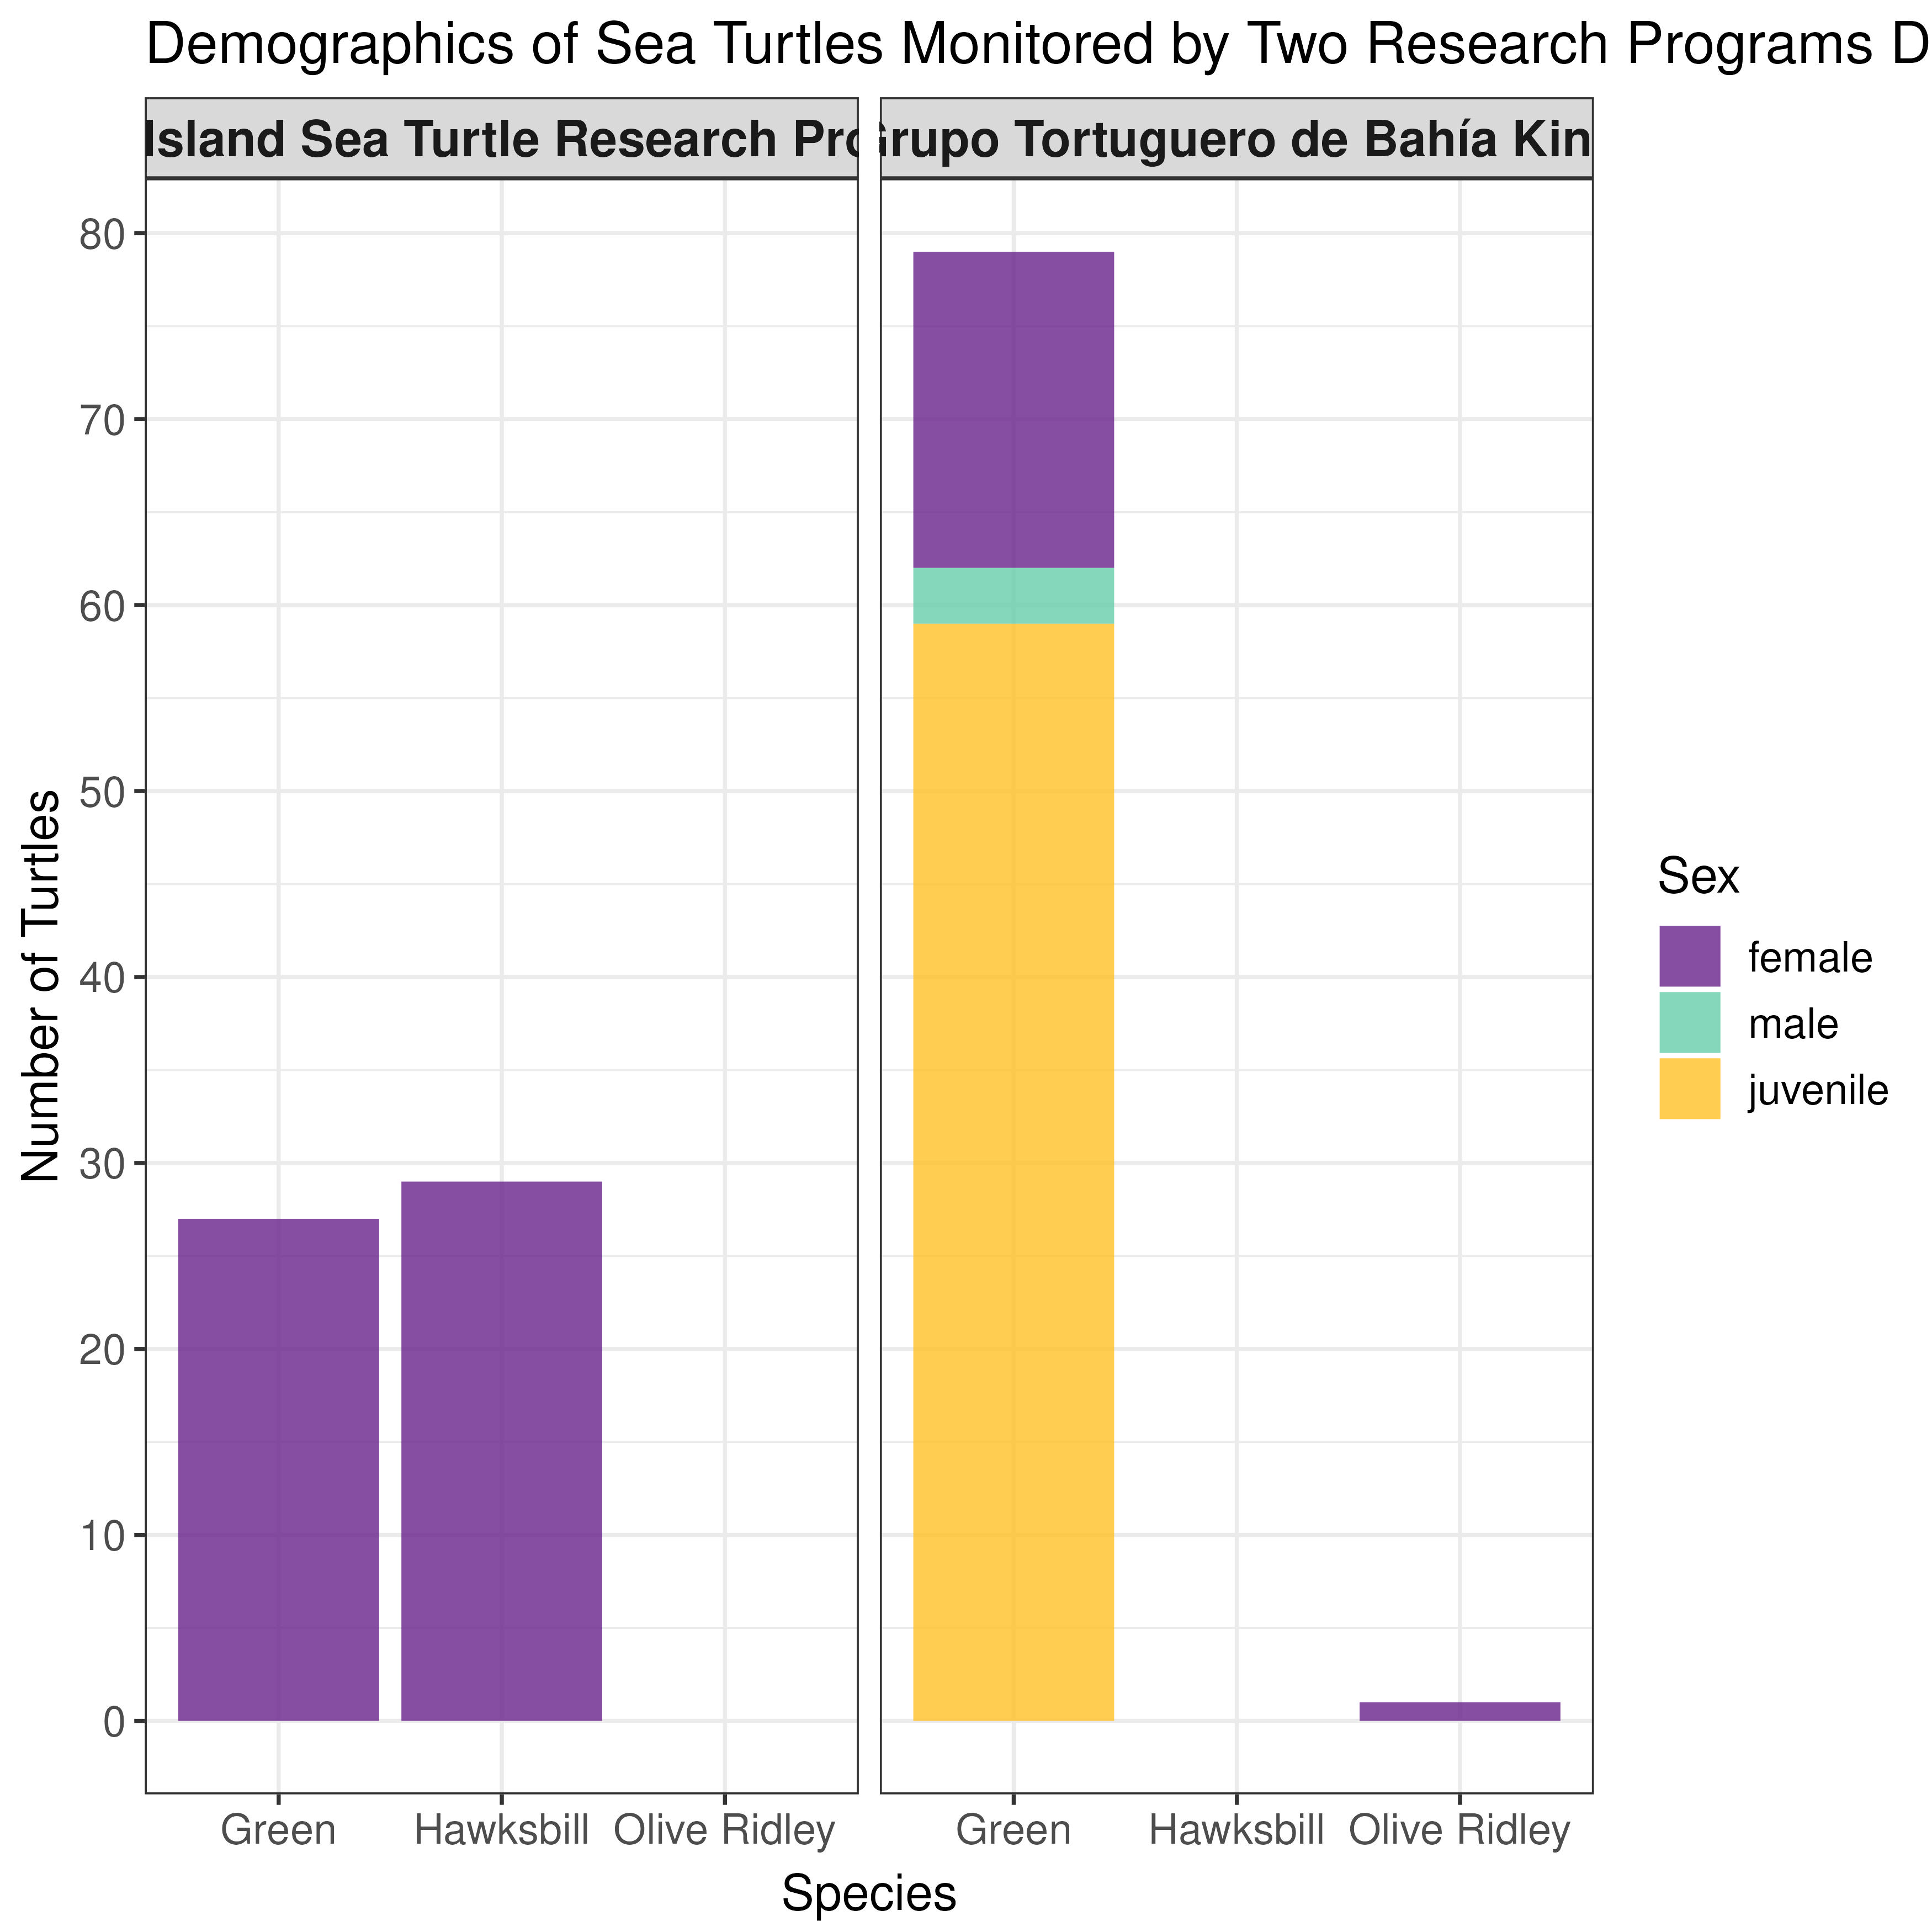 Demographics of Sea Turtles Monitored by Two Research Programs D
Island Sea Turtle Research Pro
Grupo Tortuguero de Bahía Kin
80
70
60
50
40
30
20
10
0
Number of Turtles
Green Hawksbill Olive Ridley
Green Hawksbill Olive Ridley
Species
Sex
female
male
juvenile